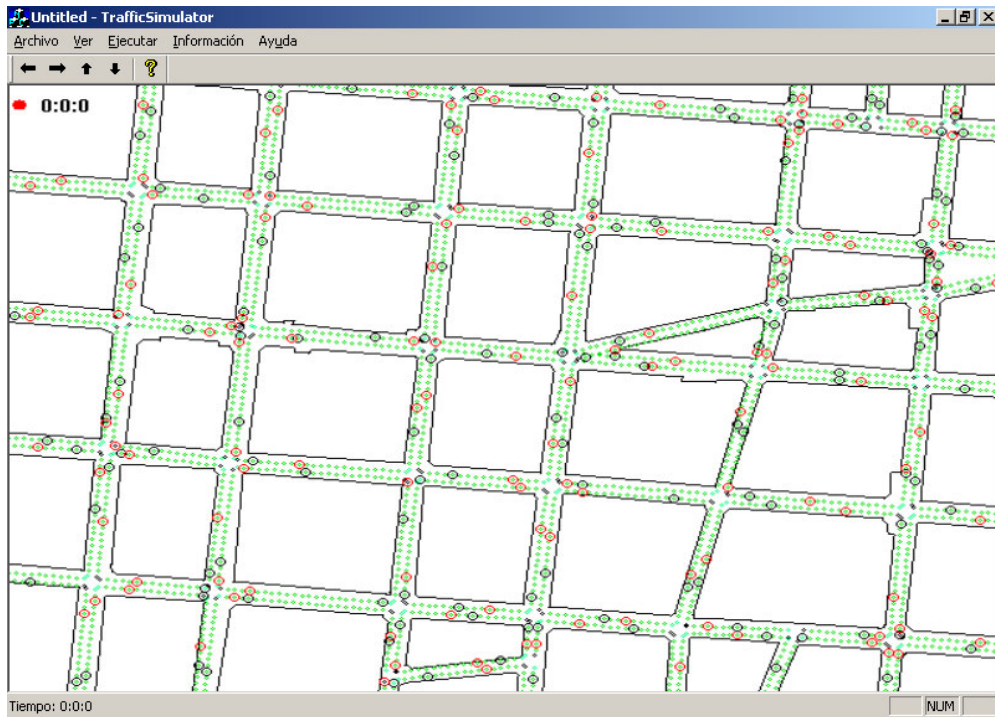 Untitled - TrafficSimulator
Archivo Ver Ejecutar Información Ayuda
0:0:0
Tiempo: 0:0:0
NUM